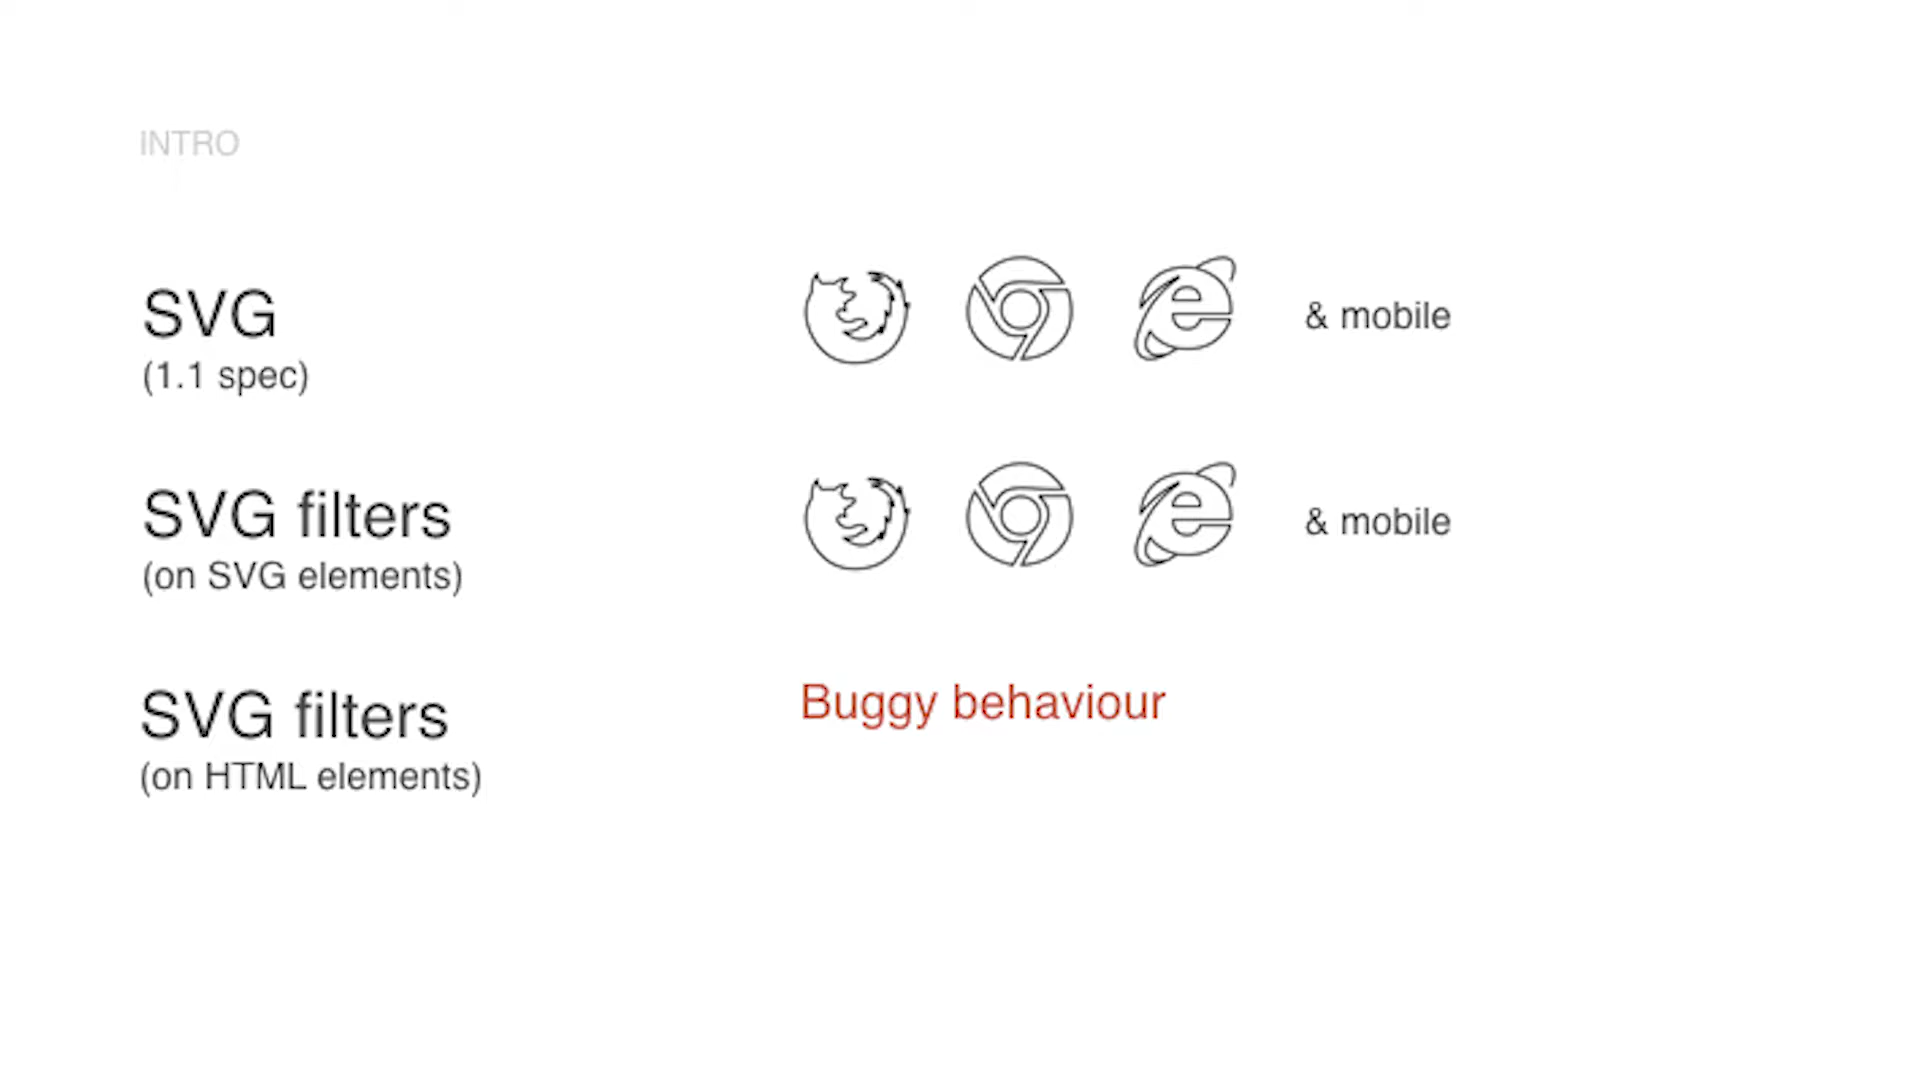 INTRO
SVG
(1.1 spec)
& mobile
SVG filters
(on SVG elements)
& mobile
SVG filters
(on HTML elements)
Buggy behaviour